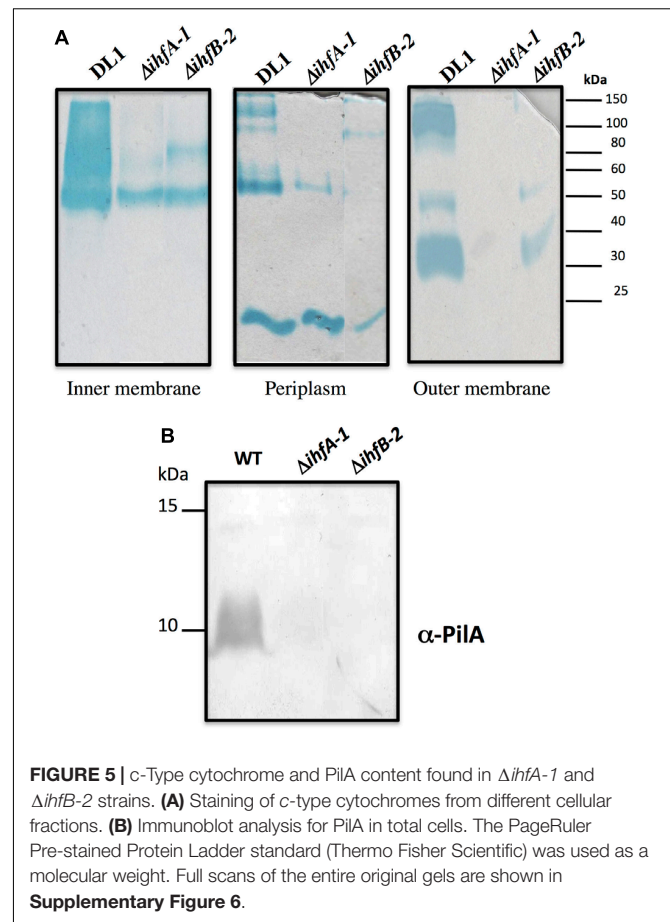 A
DL1 ΔihfA-1 ΔihfB-2
DL1 ΔihfA-1 ΔihfB-2
DL1 ΔihfA-1 ΔihfB-2
kDa
150
100
80
60
50
40
30
25
Inner membrane
Periplasm
Outer membrane
B
WT ΔihfA-1 ΔihfB-2
kDa
15
10
α-PilA
FIGURE 5 | c-Type cytochrome and PilA content found in ΔihfA-1 and
ΔihfB-2 strains. (A) Staining of c-type cytochromes from different cellular
fractions. (B) Immunoblot analysis for PilA in total cells. The PageRuler
Pre-stained Protein Ladder standard (Thermo Fisher Scientific) was used as a
molecular weight. Full scans of the entire original gels are shown in
Supplementary Figure 6.